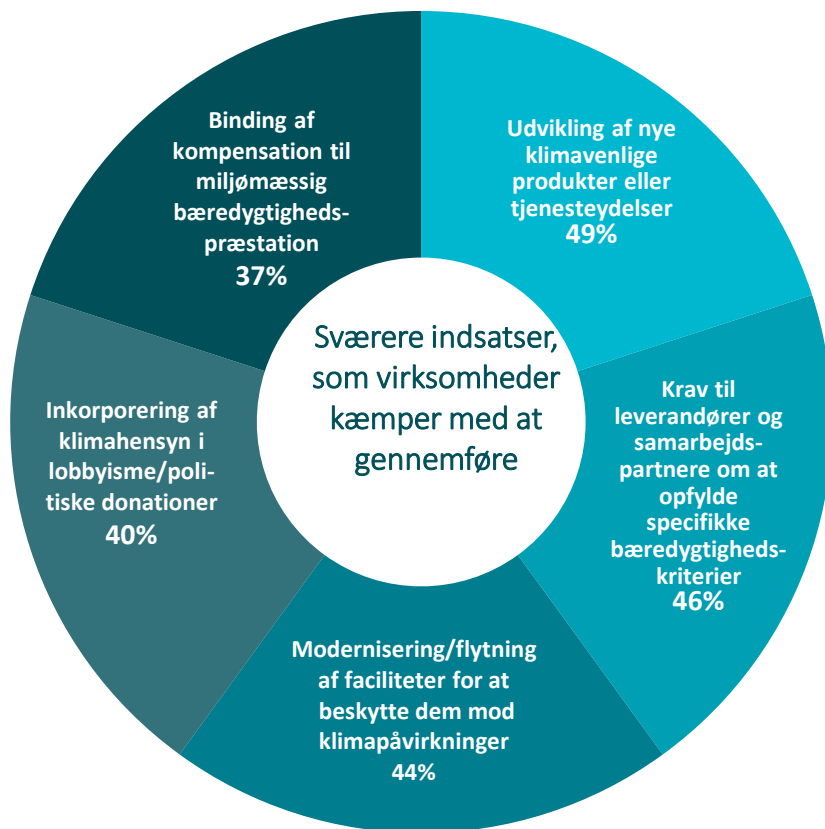 Binding af
kompensation til
miljømæssig
bæredygtigheds-
præstation
37%
Udvikling af nye
klimavenlige
produkter eller
tjenesteydelser
49%
Sværere indsatser,
som virksomheder
kæmper med at
gennemføre
Inkorporering af
klimahensyn i
lobbyisme/poli-
tiske donationer
40%
Krav til
leverandører og
samarbejds-
partnere om at
opfylde
specifikke
bæredygtigheds-
kriterier
46%
Modernisering/flytning
af faciliteter for at
beskytte dem mod
klimapåvirkninger
44%